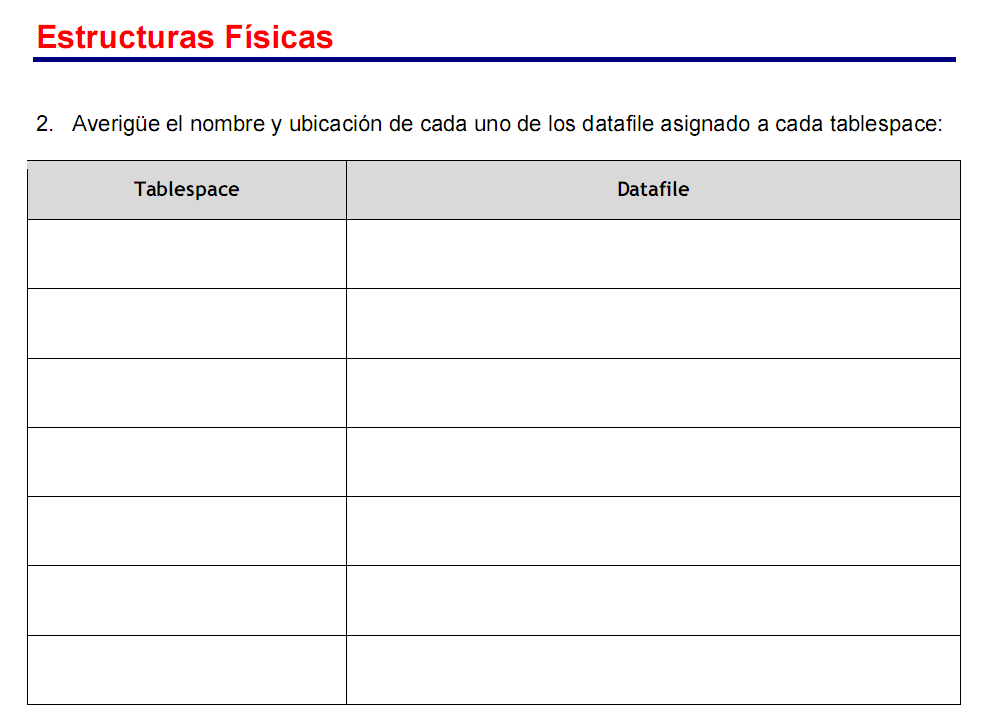 Estructuras Físicas
2. Averigüe el nombre y ubicación de cada uno de los datafile asignado a cada tablespace:
Tablespace Datafile